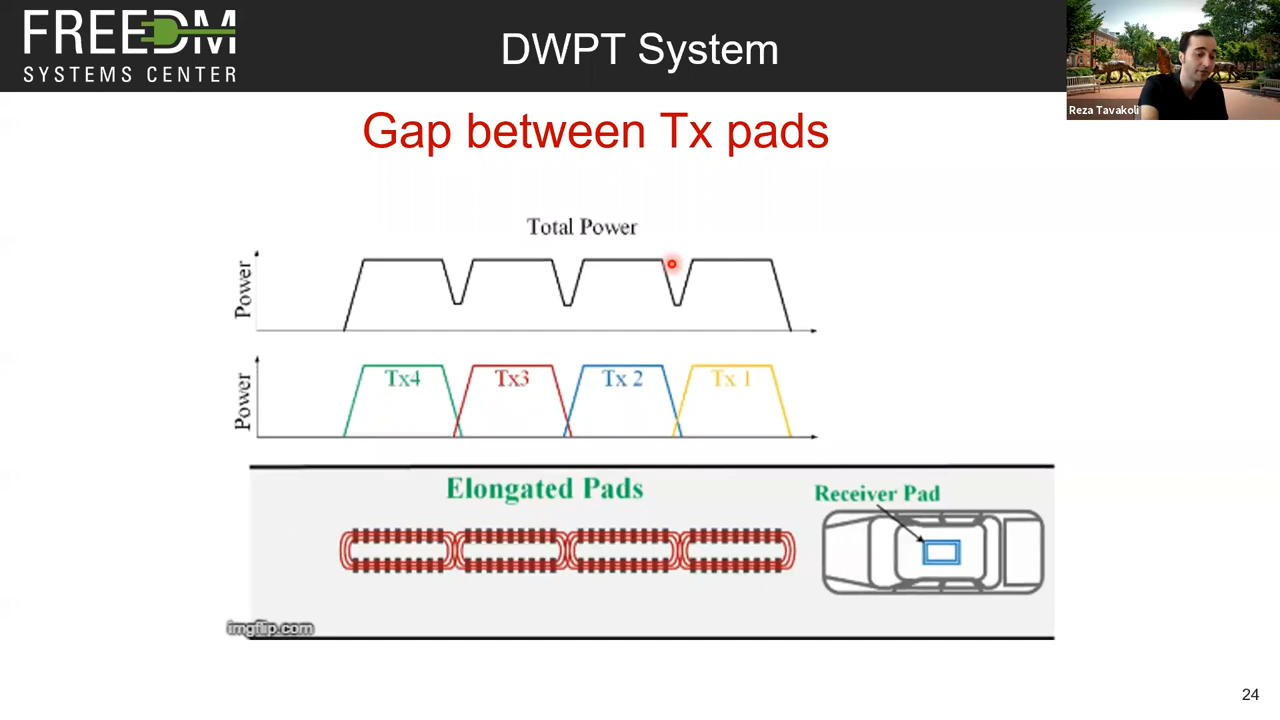 FREEDM
SYSTEMS CENTER
DWPT System
Reza Tavakoli
Gap between Tx pads
Total Power
Power
Power
Tx4
Tx3
Tx 2
Tx 1
Elongated Pads
Receiver Pad
imgflip.com
24